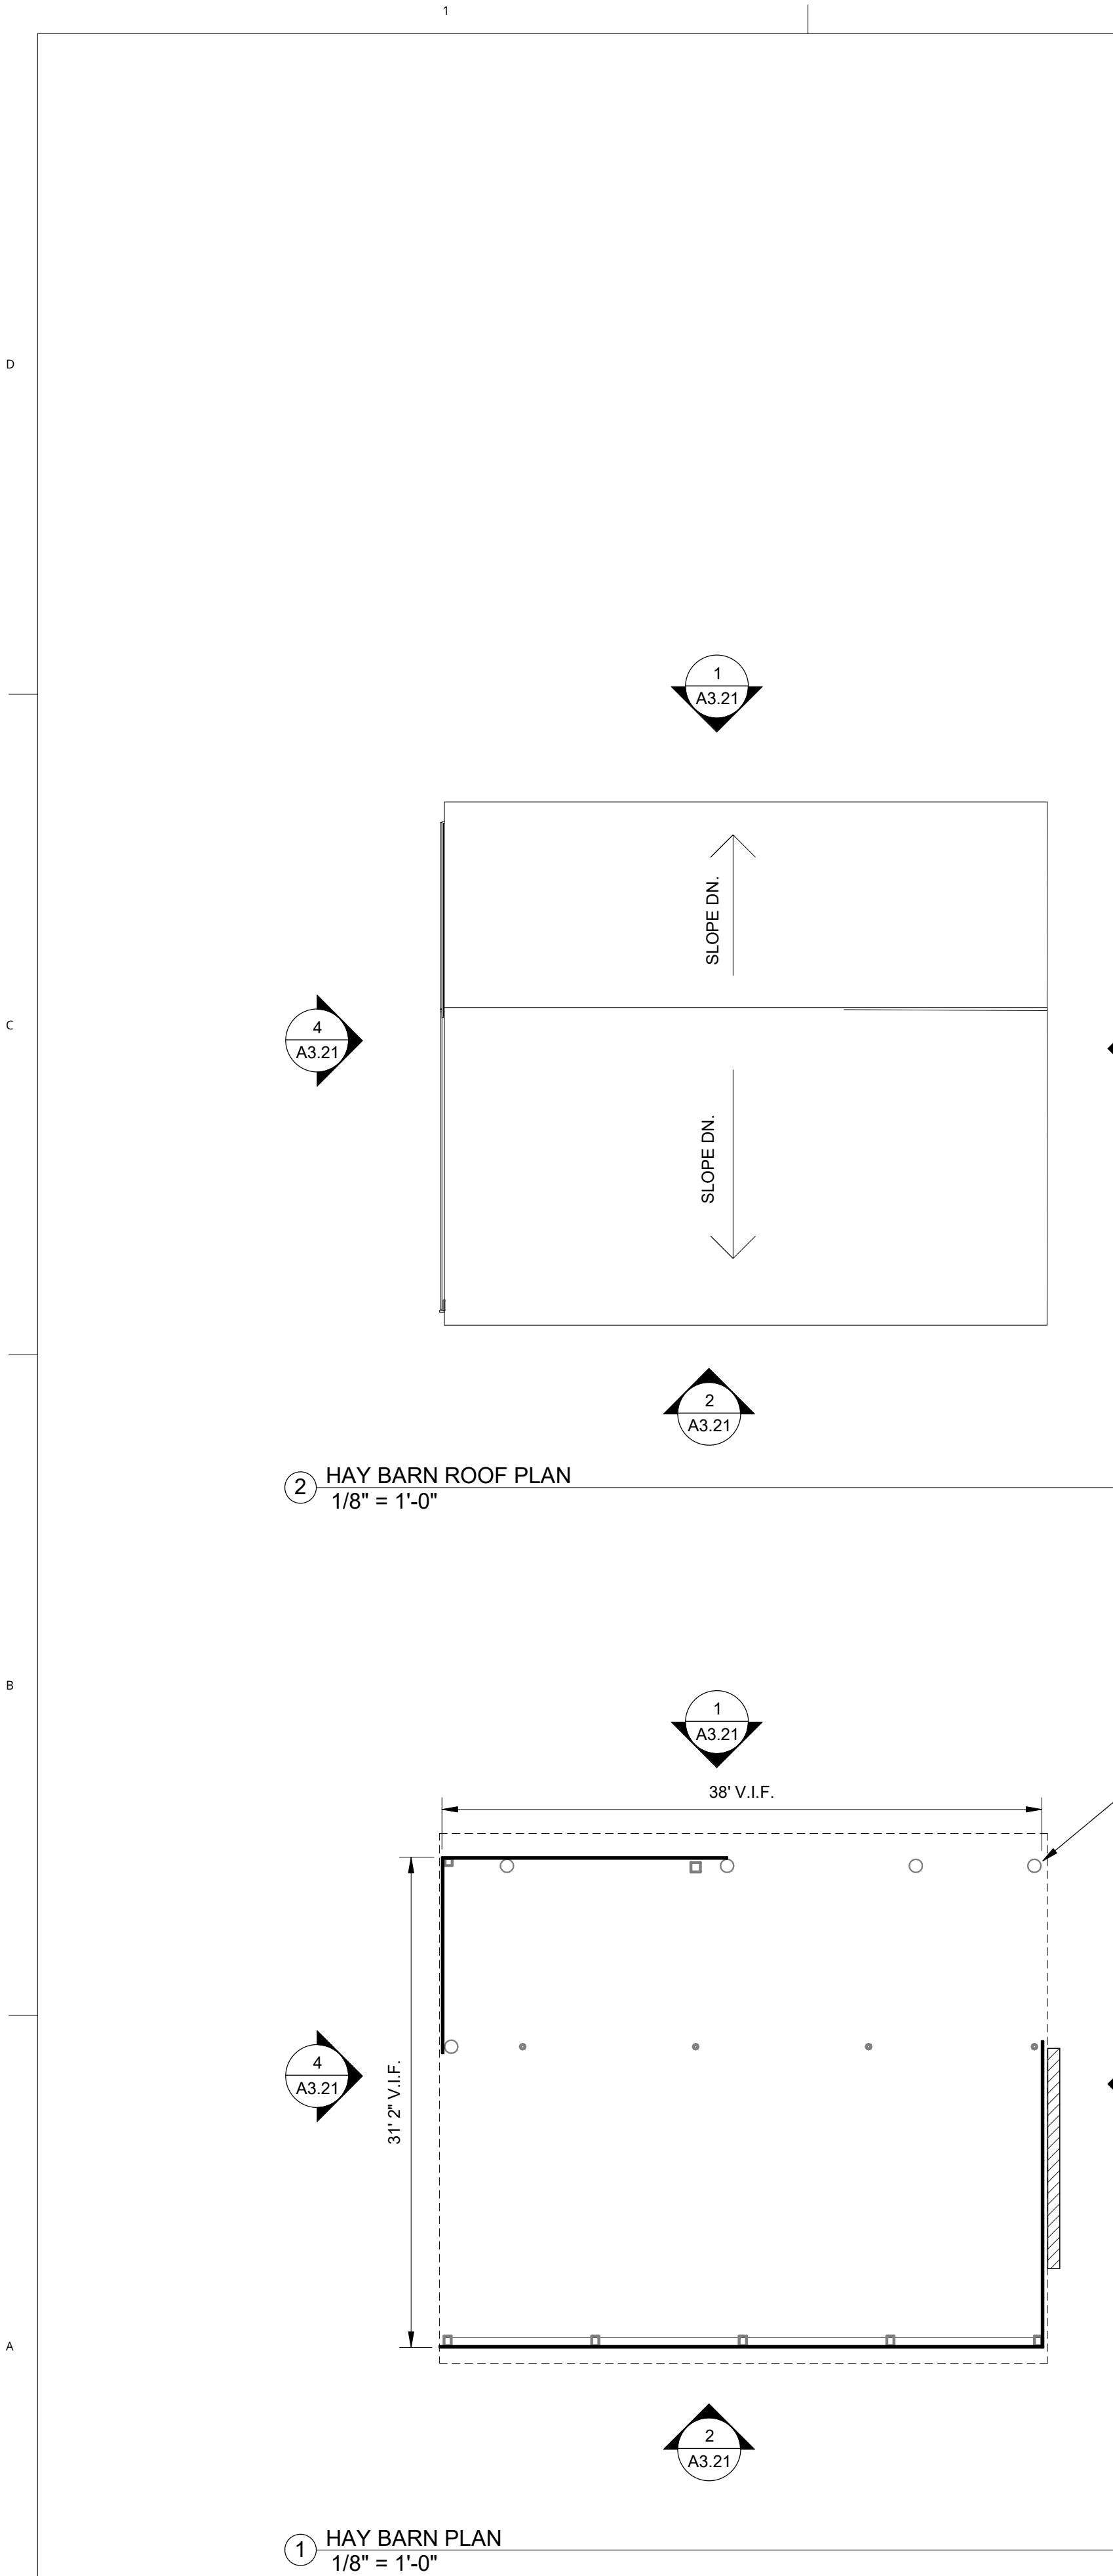 1
D
1
A3.21
SLOPE DN.
C
4
A3.21
SLOPE DN.
2
A3.21
2 HAY BARN ROOF PLAN
1/8" = 1'-0"
B
1
A3.21
38' V.I.F.
4
A3.21
31' 2" V.I.F.
A
2
A3.21
1 HAY BARN PLAN
1/8" = 1'-0"